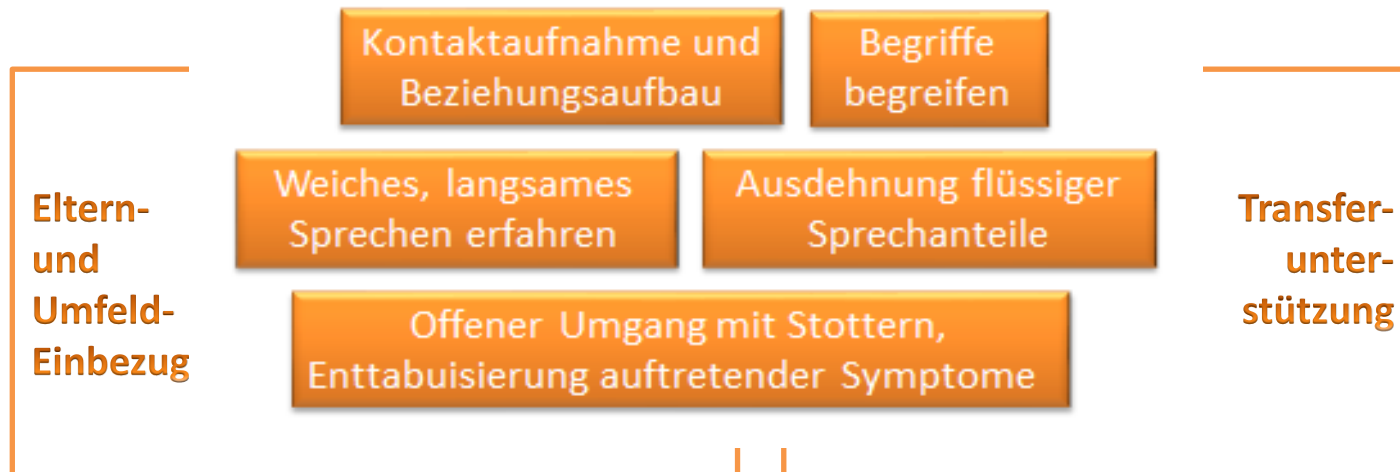 Kontaktaufnahme und
Beziehungsaufbau
Begriffe
begreifen
Weiches, langsames
Sprechen erfahren
Ausdehnung flüssiger
Sprechanteile
Offener Umgang mit Stottern,
Enttabuisierung auftretender Symptome
Eltern-
und
Umfeld-
Einbezug
Transfer-
unter-
stützung